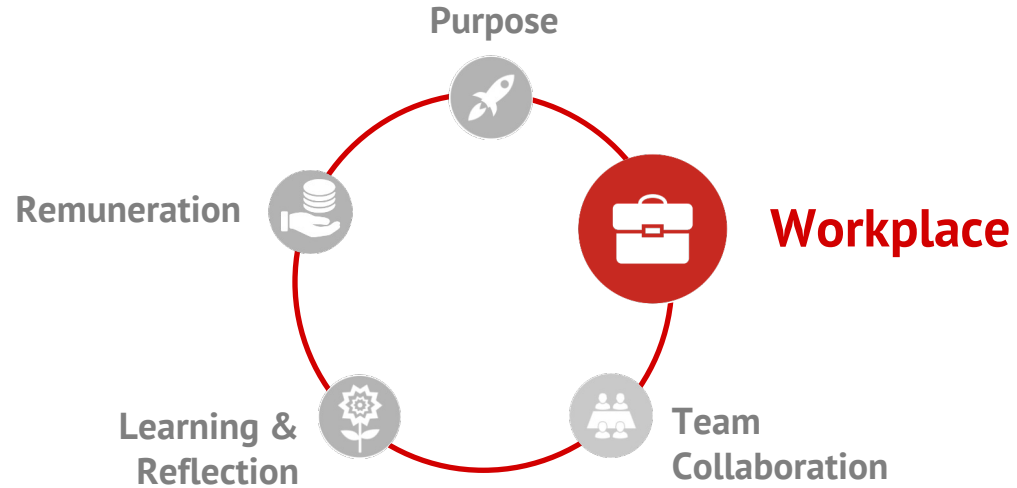 Purpose
Remuneration
Workplace
Learning &
Reflection
Team
Collaboration